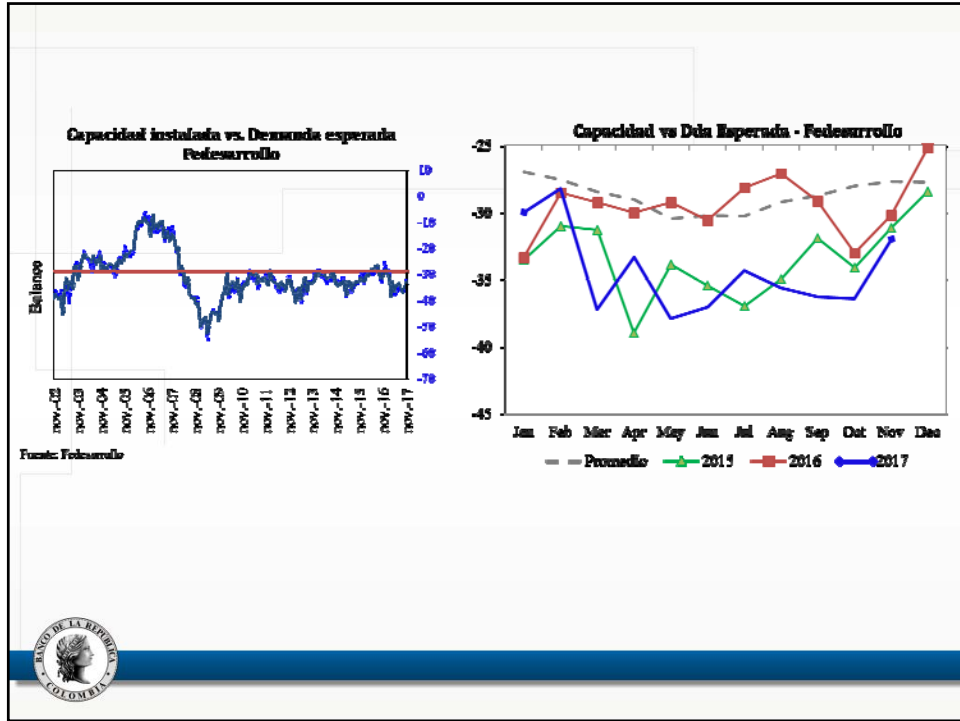 Capacidad instalada vs. Demanda esperada
Fedesarrollo
Balance
10
0
-10
-20
-30
-40
-50
-60
-70
nov.-02
nov.-03
nov.-04
nov.-05
nov.-06
nov.-07
nov.-08
nov.-09
nov.-10
nov.-11
nov.-12
nov.-13
nov.-14
nov.-15
nov.-16
nov.-17
Fuente: Fedesarrollo
Capacidad vs Dda Esperada - Fedesarrollo
-25
-30
-35
-40
-45
Jan Feb Mar Apr May Jun Jul Aug Sep Oct Nov Dec
Promedio 2015 2016 2017
BANCO DE LA REPÚBLICA
COLOMBIA